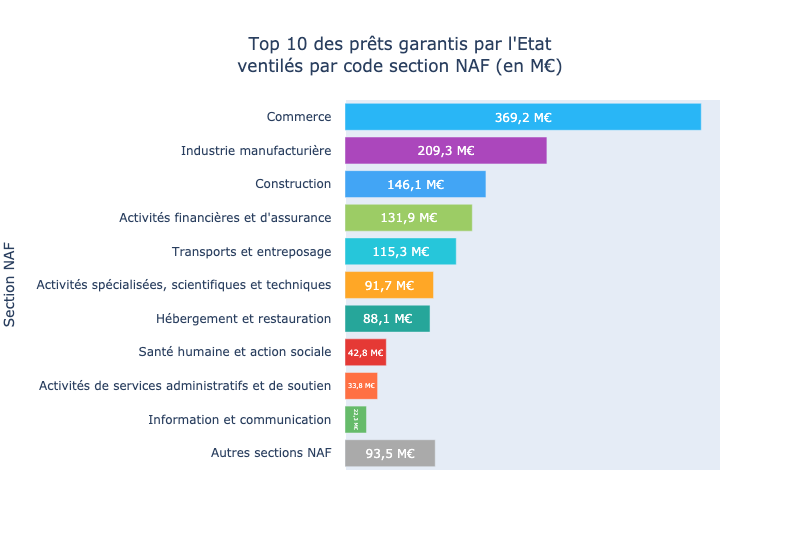 Top 10 des prêts garantis par l'Etat
ventilés par code section NAF (en M€)
Section NAF
Commerce 369,2 M€
Industrie manufacturière 209,3 M€
Construction 146,1 M€
Activités financières et d'assurance 131,9 M€
Transports et entreposage 115,3 M€
Activités spécialisées, scientifiques et techniques 91,7 M€
Hébergement et restauration 88,1 M€
Santé humaine et action sociale 42,8 M€
Activités de services administratifs et de soutien 33,8 M€
Information et communication M€
Autres sections NAF 93,5 M€